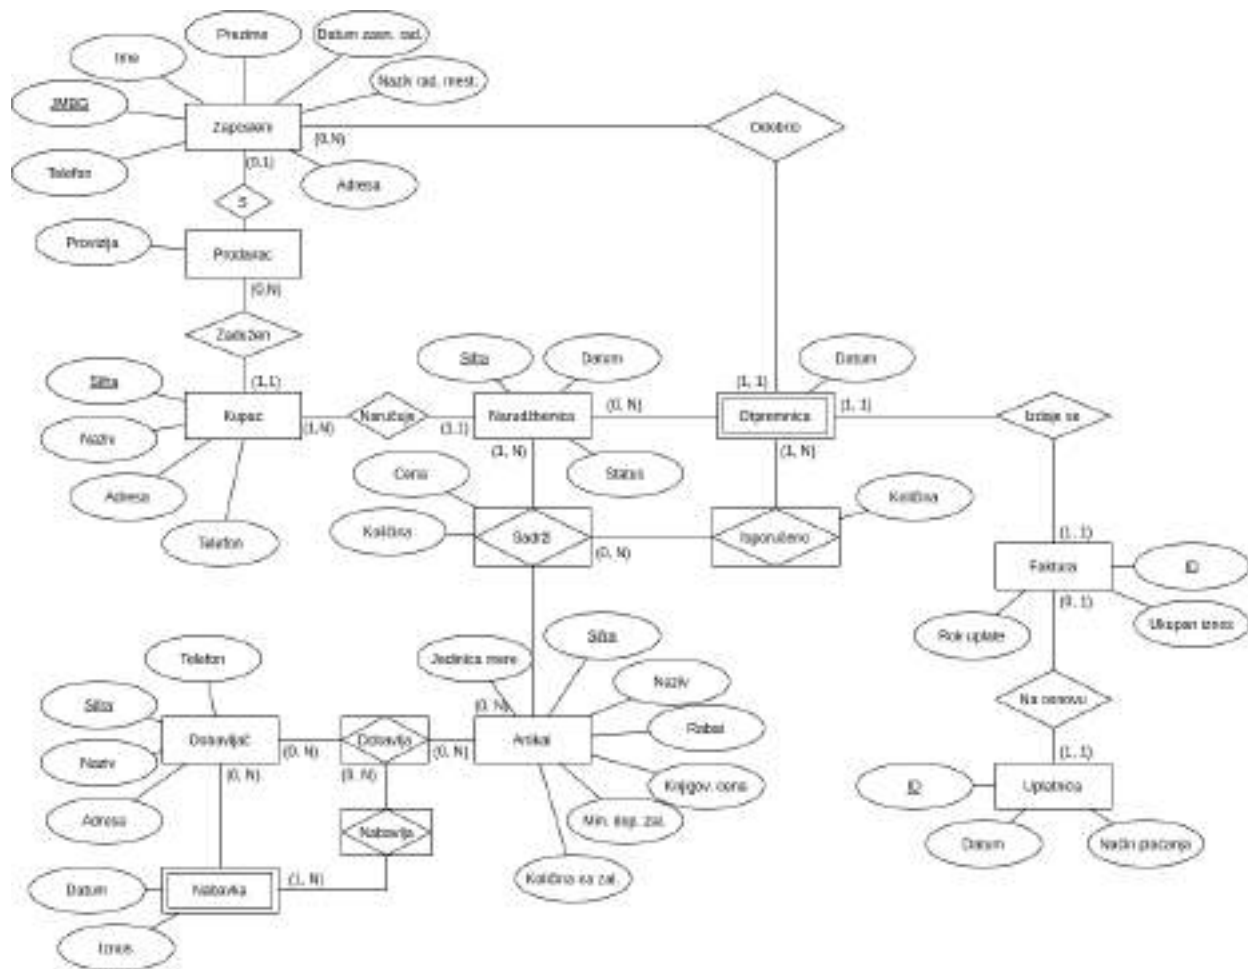 Prezime
Datum zasn. rad.
Ime
Naziv rad. mest.
JMBG
Zaposleni
(0,N)
Odobrio
(0,1)
Telefon
Adresa
S
Provizija
Prodavac
(0,N)
Zadužen
Šifra
Datum
Datum
Šifra
(1,1)
(1, 1)
Kupac
(1,N)
Naručuje
(1,1)
Narudžbenica
(0, N)
Otpremnica
(1, 1)
Izdaje se
Naziv
(1, N)
(1, N)
Cena
Status
Adresa
Količina
Količina
Telefon
Sadrži
(0, N)
Isporučeno
(1, 1)
Faktura
ID
(0, 1)
Rok uplate
Ukupan iznos
Šifra
Telefon
Jedinica mere
Naziv
Šifra
Na osnovu
(0, N)
Rabat
Dobavljač
(0, N)
Dobavlja
(0, N)
Artikal
(1, 1)
Naziv
(0, N)
(0, N)
Knjigov. cena
ID
Uplatnica
Adresa
Nabavlja
Min. dop. zal.
Datum
Način plaćanja
Datum
Nabavka
(1, N)
Količina na zal.
Iznos